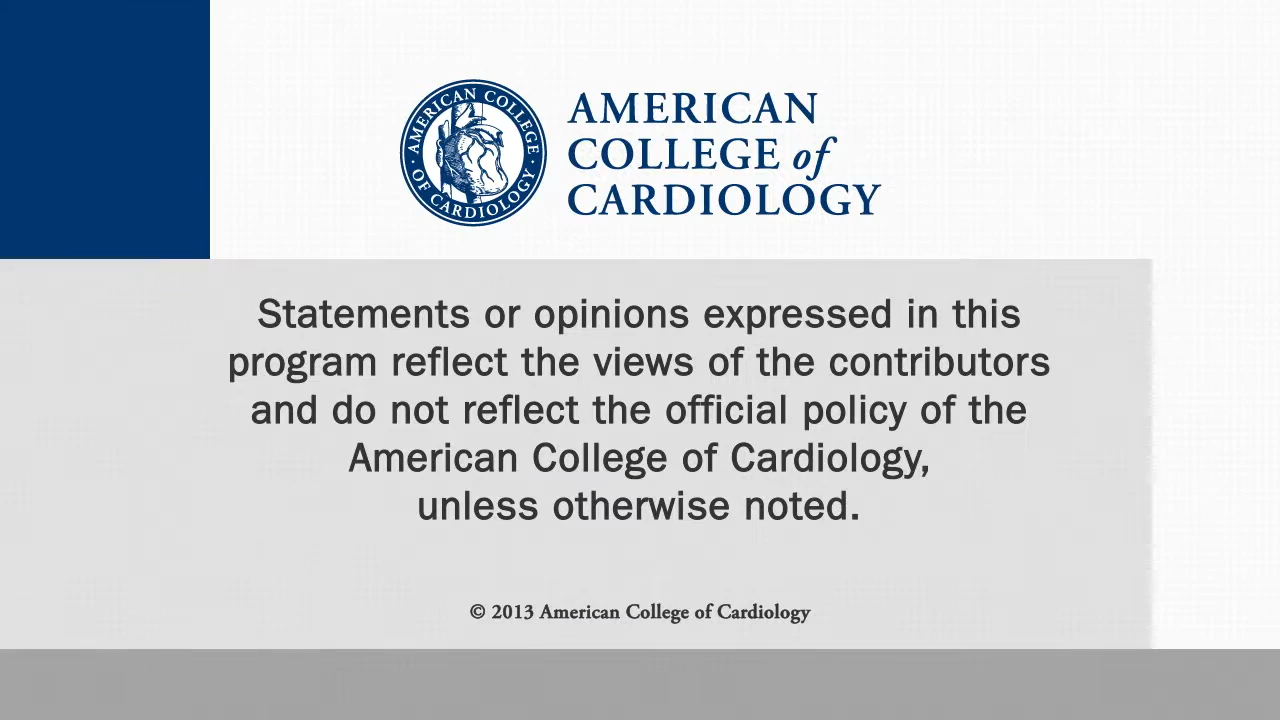 AMERICAN COLLEGE
· OF CARDIOLOGY ·
AMERICAN
COLLEGE of
CARDIOLOGY
Statements or opinions expressed in this
program reflect the views of the contributors
and do not reflect the official policy of the
American College of Cardiology,
unless otherwise noted.
© 2013 American College of Cardiology